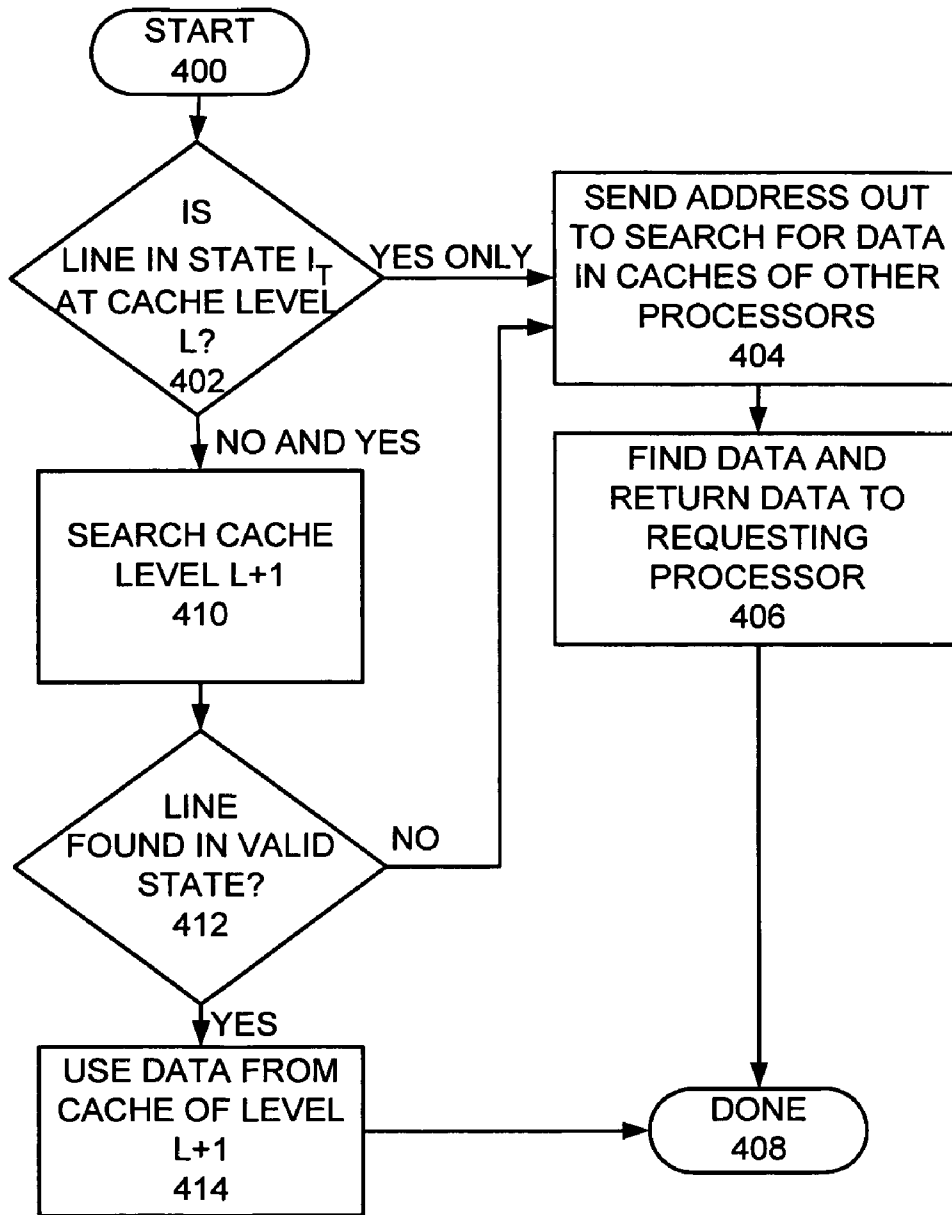 START
400
IS
LINE IN STATE I_T
AT CACHE LEVEL
L?
402
YES ONLY
SEND ADDRESS OUT
TO SEARCH FOR DATA
IN CACHES OF OTHER
PROCESSORS
404
NO AND YES
FIND DATA AND
RETURN DATA TO
REQUESTING
PROCESSOR
406
SEARCH CACHE
LEVEL L+1
410
LINE
FOUND IN VALID
STATE?
412
NO
YES
USE DATA FROM
CACHE OF LEVEL
L+1
414
DONE
408